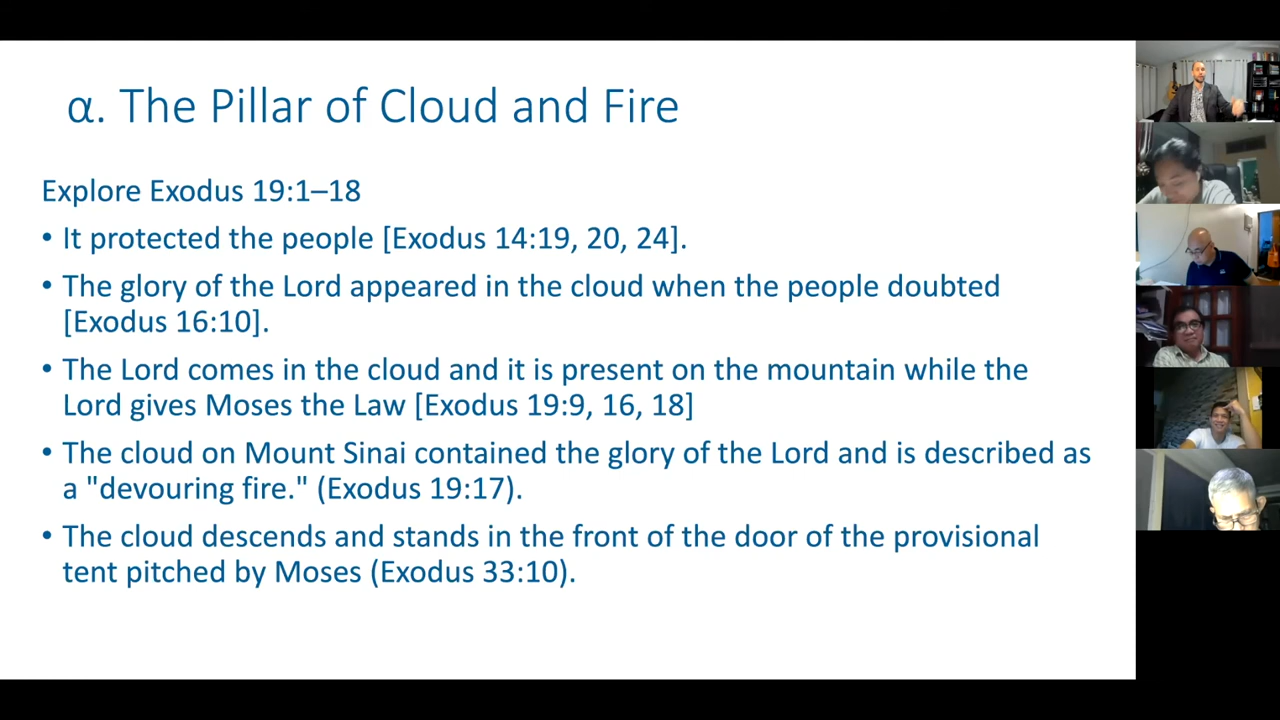 α. The Pillar of Cloud and Fire
Explore Exodus 19:1–18
• It protected the people [Exodus 14:19, 20, 24].
• The glory of the Lord appeared in the cloud when the people doubted
[Exodus 16:10].
• The Lord comes in the cloud and it is present on the mountain while the
Lord gives Moses the Law [Exodus 19:9, 16, 18]
• The cloud on Mount Sinai contained the glory of the Lord and is described as
a "devouring fire." (Exodus 19:17).
• The cloud descends and stands in the front of the door of the provisional
tent pitched by Moses (Exodus 33:10).